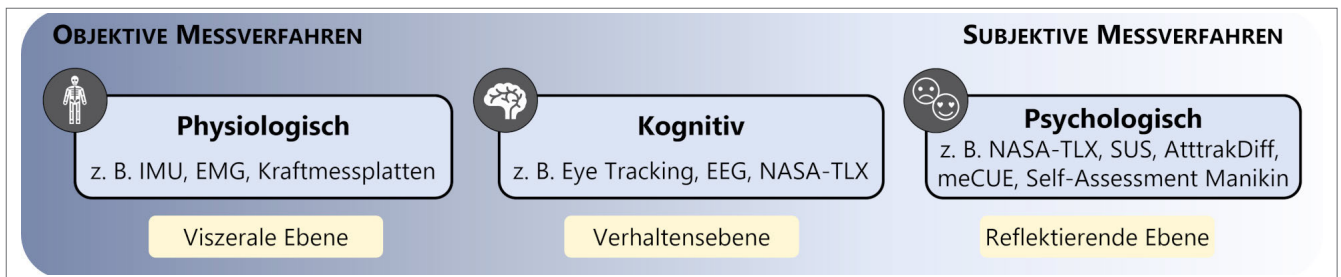 OBJEKTIVE MESSVERFAHREN
SUBJEKTIVE MESSVERFAHREN
Physiologisch
z. B. IMU, EMG, Kraftmessplatten
Viszerale Ebene
Kognitiv
z. B. Eye Tracking, EEG, NASA-TLX
Verhaltensebene
Psychologisch
z. B. NASA-TLX, SUS, AtttrakDiff,
meCUE, Self-Assessment Manikin
Reflektierende Ebene